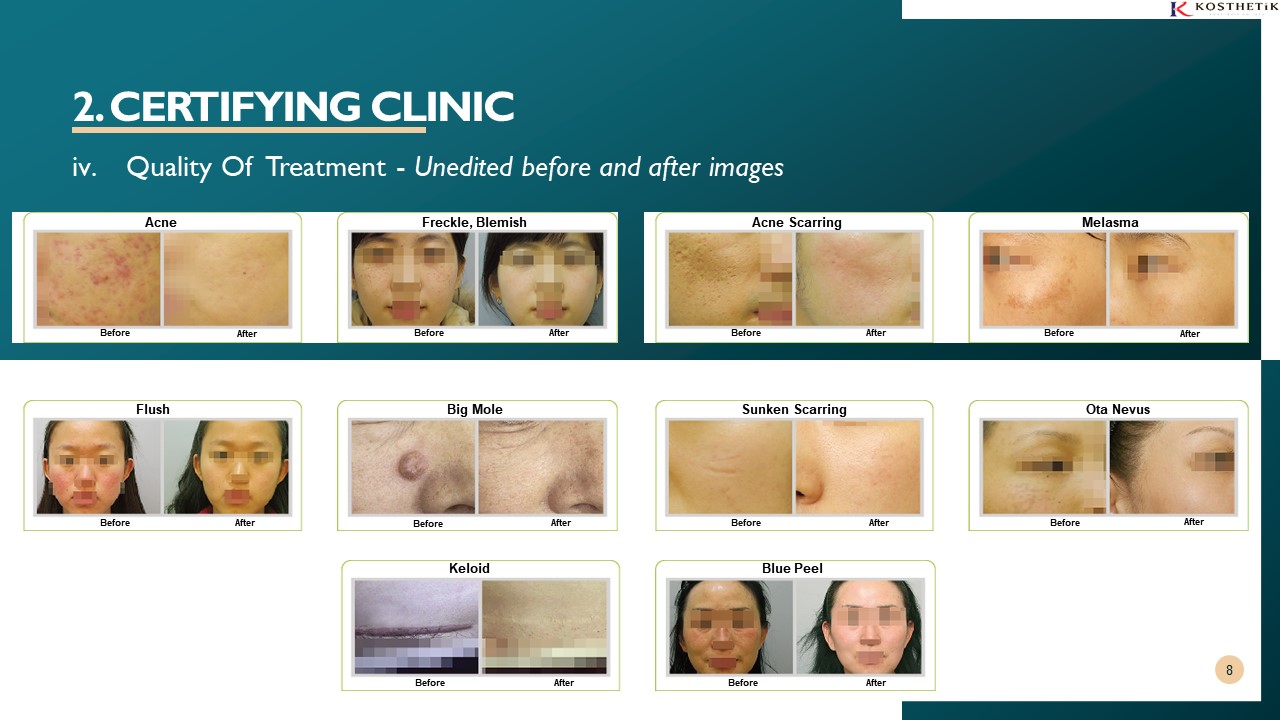 KOSTHETiK
2. CERTIFYING CLINIC
iv. Quality Of Treatment - Unedited before and after images
Acne
Before After
Freckle, Blemish
Before After
Acne Scarring
Before After
Melasma
Before After
Flush
Before After
Big Mole
Before After
Sunken Scarring
Before After
Ota Nevus
Before After
Keloid
Before After
Blue Peel
Before After
8